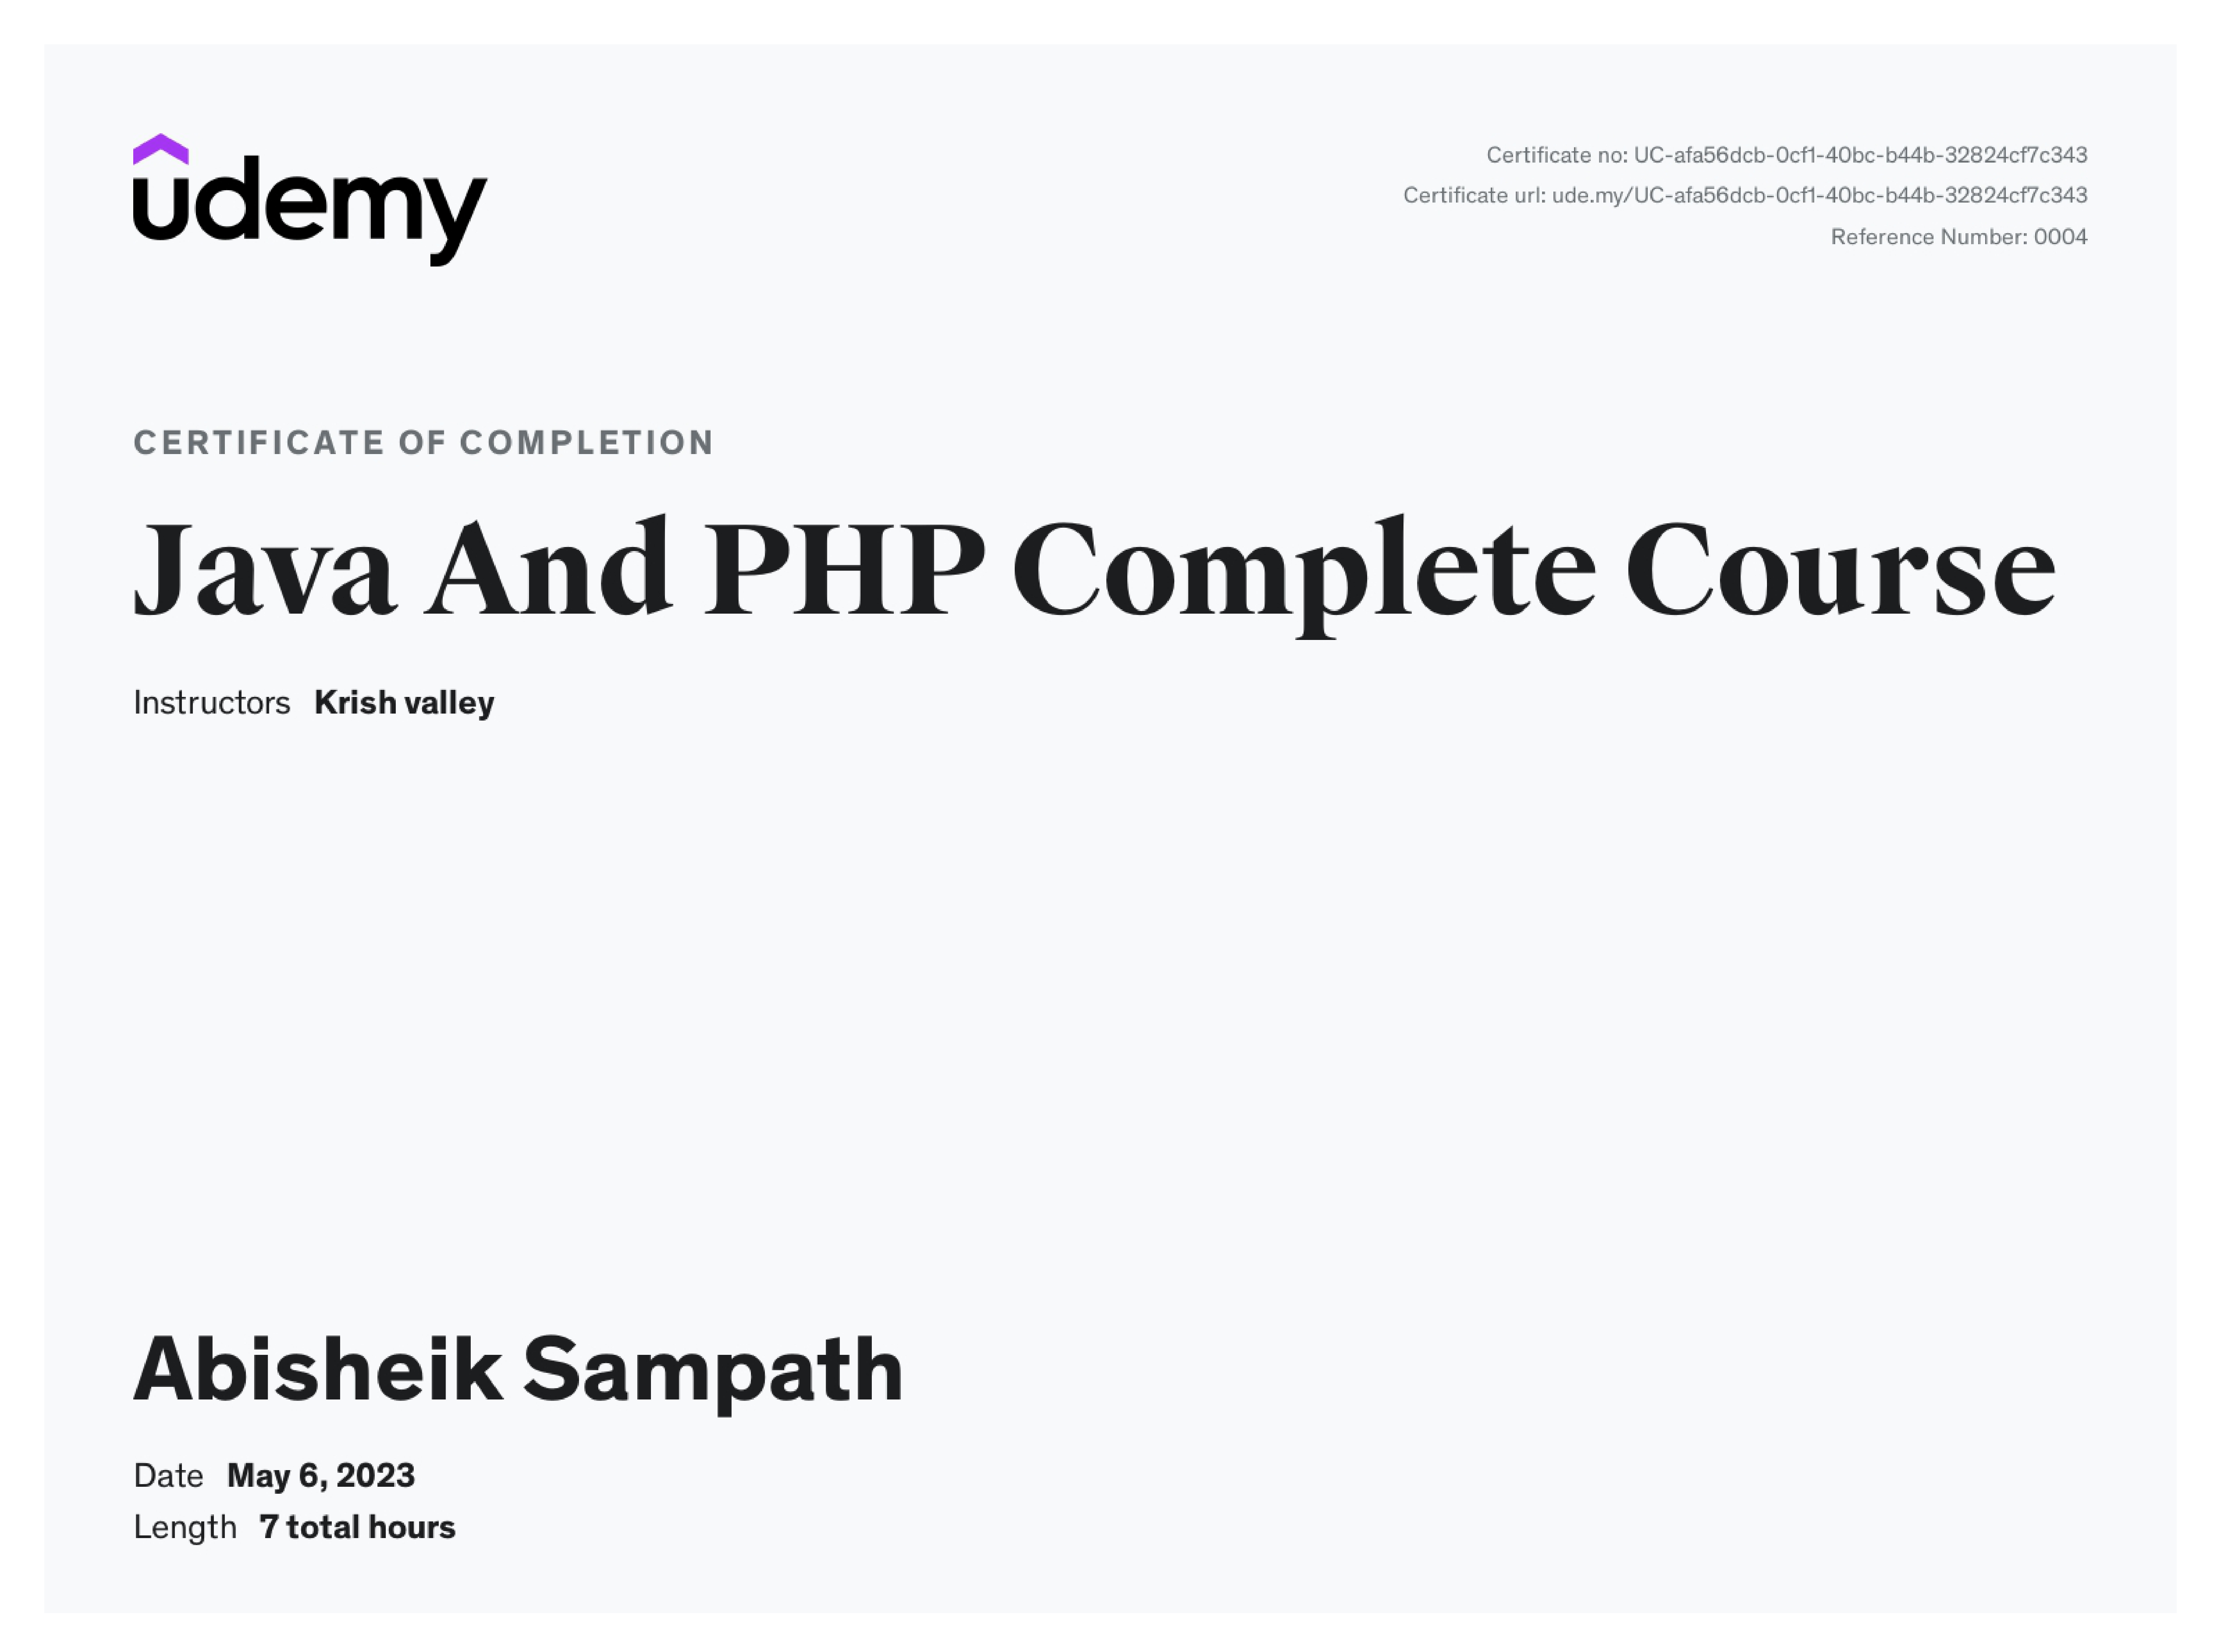 udemy
Certificate no: UC-afa56dcb-0cf1-40bc-b44b-32824cf7c343
Certificate url: ude.my/UC-afa56dcb-0cf1-40bc-b44b-32824cf7c343
Reference Number: 0004
CERTIFICATE OF COMPLETION
Java And PHP Complete Course
Instructors Krish valley
Abisheik Sampath
Date May 6, 2023
Length 7 total hours